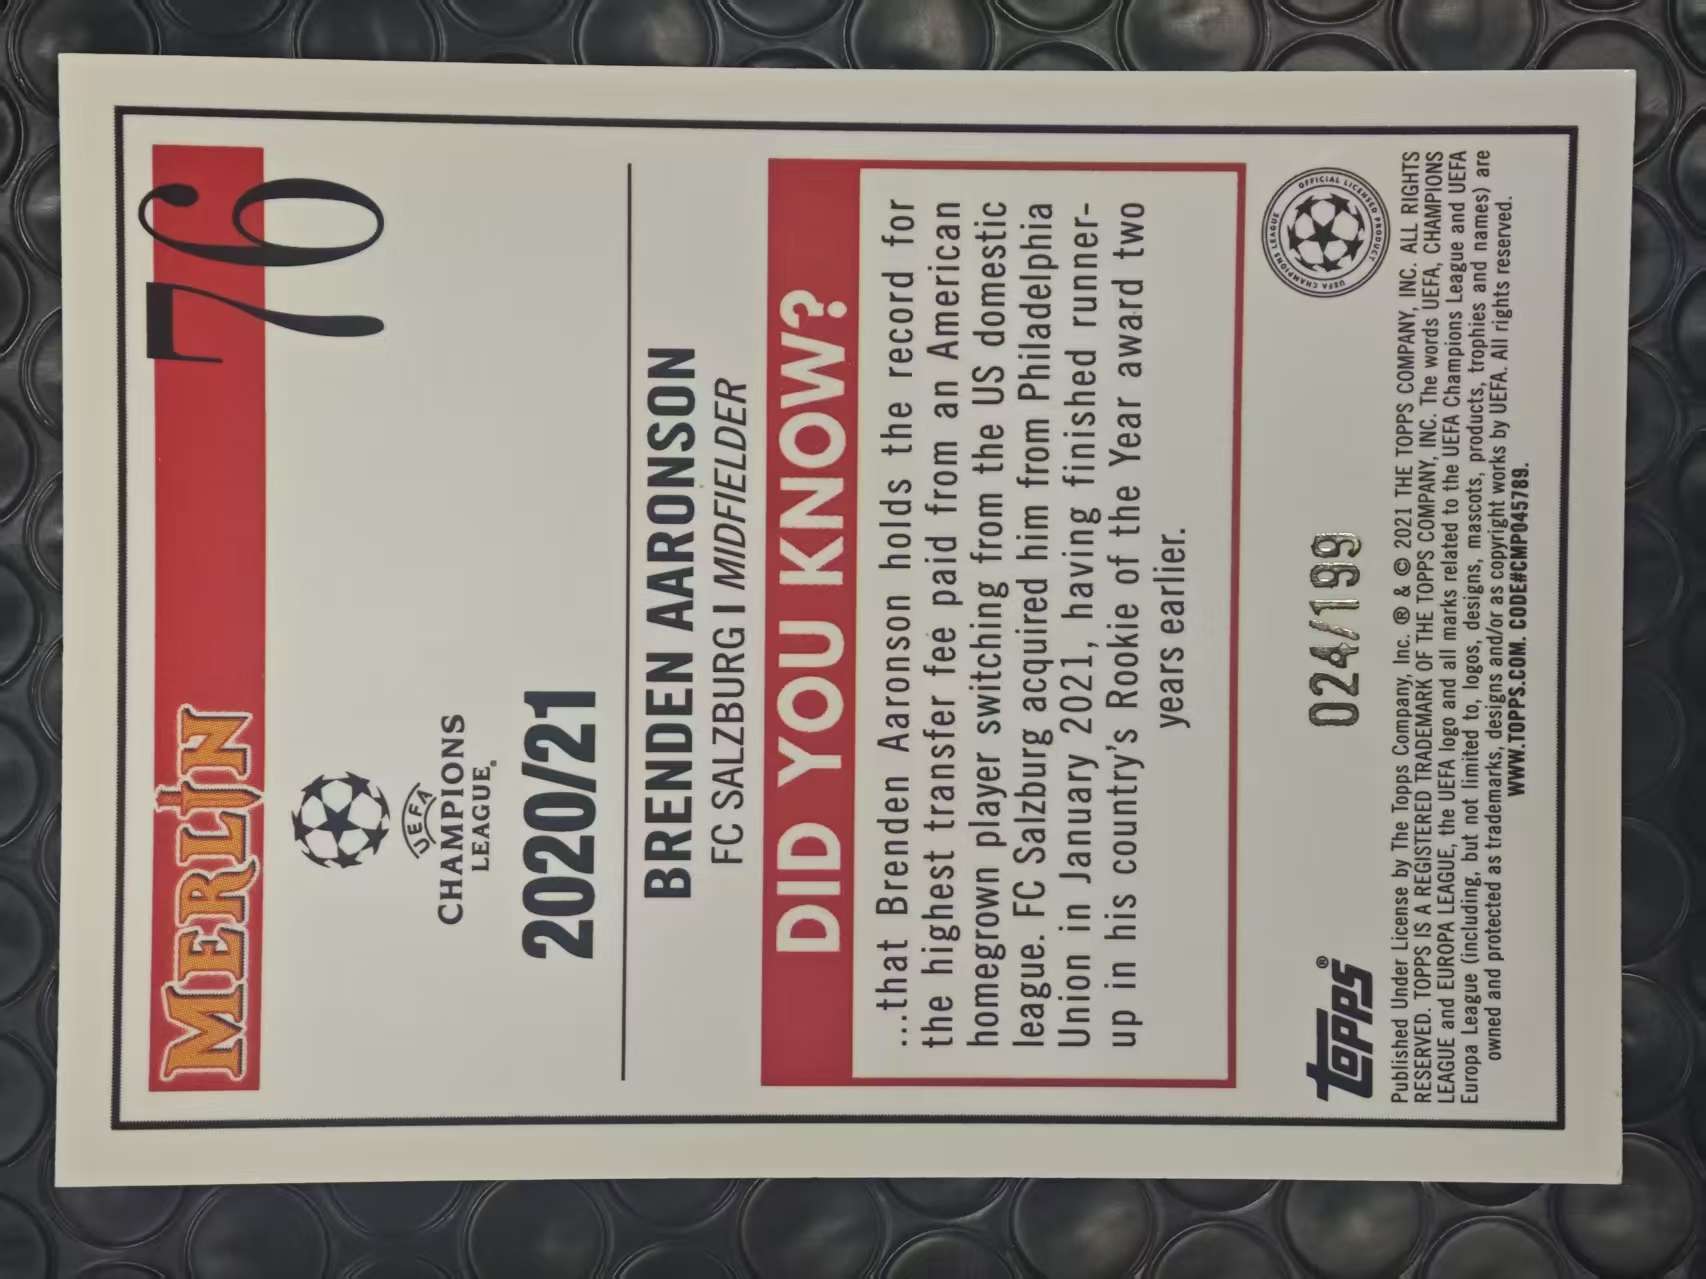 MERLIN
76
UEFA
CHAMPIONS
LEAGUE®
2020/21
BRENDEN AARONSON
FC SALZBURG | MIDFIELDER
DID YOU KNOW?
...that Brenden Aaronson holds the record for
the highest transfer fee paid from an American
homegrown player switching from the US domestic
league. FC Salzburg acquired him from Philadelphia
Union in January 2021, having finished runner-
up in his country's Rookie of the Year award two
years earlier.
topps®
024/199
UEFA CHAMPIONS LEAGUE
OFFICIAL LICENSED PRODUCT
Published Under License by The Topps Company, Inc. ® & © 2021 THE TOPPS COMPANY, INC. ALL RIGHTS
RESERVED. TOPPS IS A REGISTERED TRADEMARK OF THE TOPPS COMPANY, INC. The words UEFA, CHAMPIONS
LEAGUE and EUROPA LEAGUE, the UEFA logo and all marks related to the UEFA Champions League and UEFA
Europa League (including, but not limited to, logos, designs, mascots, products, trophies and names) are
owned and protected as trademarks, designs and/or as copyright works by UEFA. All rights reserved.
WWW.TOPPS.COM. CODE#CMP045789.